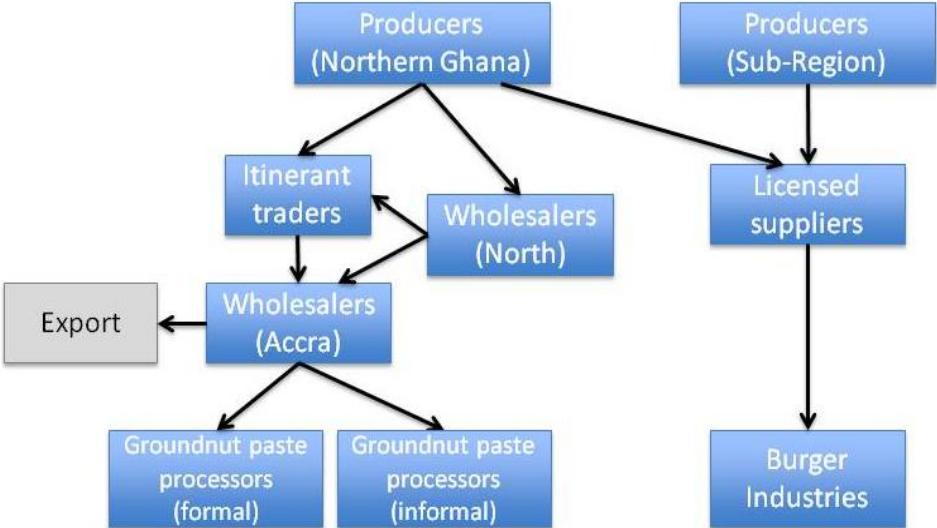 Producers
(Northern Ghana)
Producers
(Sub-Region)
Itinerant
traders
Wholesalers
(North)
Licensed
suppliers
Export
Wholesalers
(Accra)
Groundnut paste
processors
(formal)
Groundnut paste
processors
(informal)
Burger
Industries